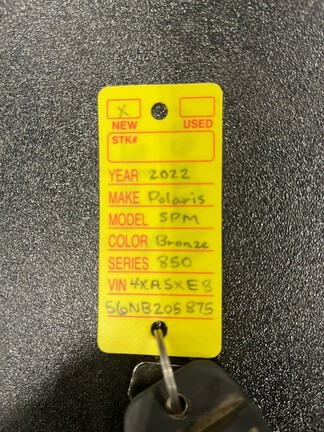 X
NEW USED
STK#
YEAR 2022
MAKE Polaris
MODEL SPM
COLOR Bronze
SERIES 850
VIN 4XASXE8
56NB205875